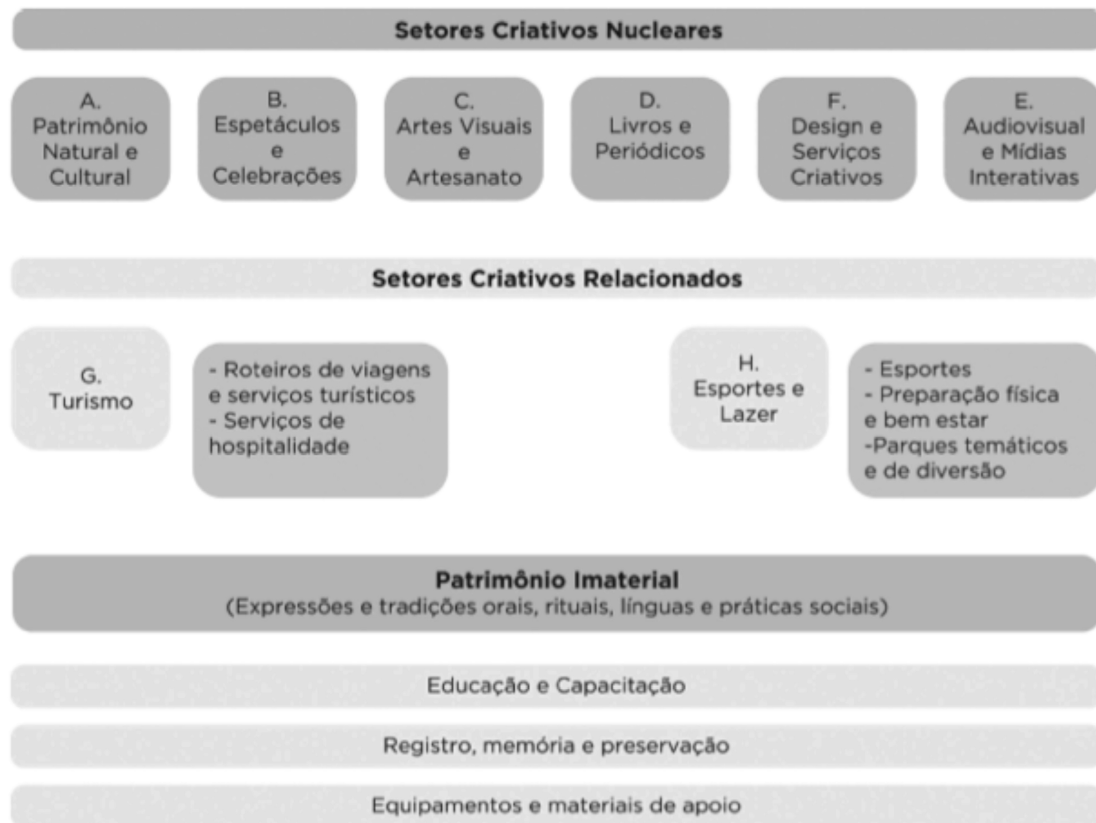 Setores Criativos Nucleares
A.
Patrimônio
Natural e
Cultural
B.
Espetáculos
e
Celebrações
C.
Artes Visuais
e
Artesanato
D.
Livros e
Periódicos
F.
Design e
Serviços
Criativos
E.
Audiovisual
e Mídias
Interativas
Setores Criativos Relacionados
G.
Turismo
- Roteiros de viagens
e serviços turísticos
- Serviços de
hospitalidade
H.
Esportes e
Lazer
- Esportes
- Preparação física
e bem estar
-Parques temáticos
e de diversão
Patrimônio Imaterial
(Expressões e tradições orais, rituais, línguas e práticas sociais)
Educação e Capacitação
Registro, memória e preservação
Equipamentos e materiais de apoio